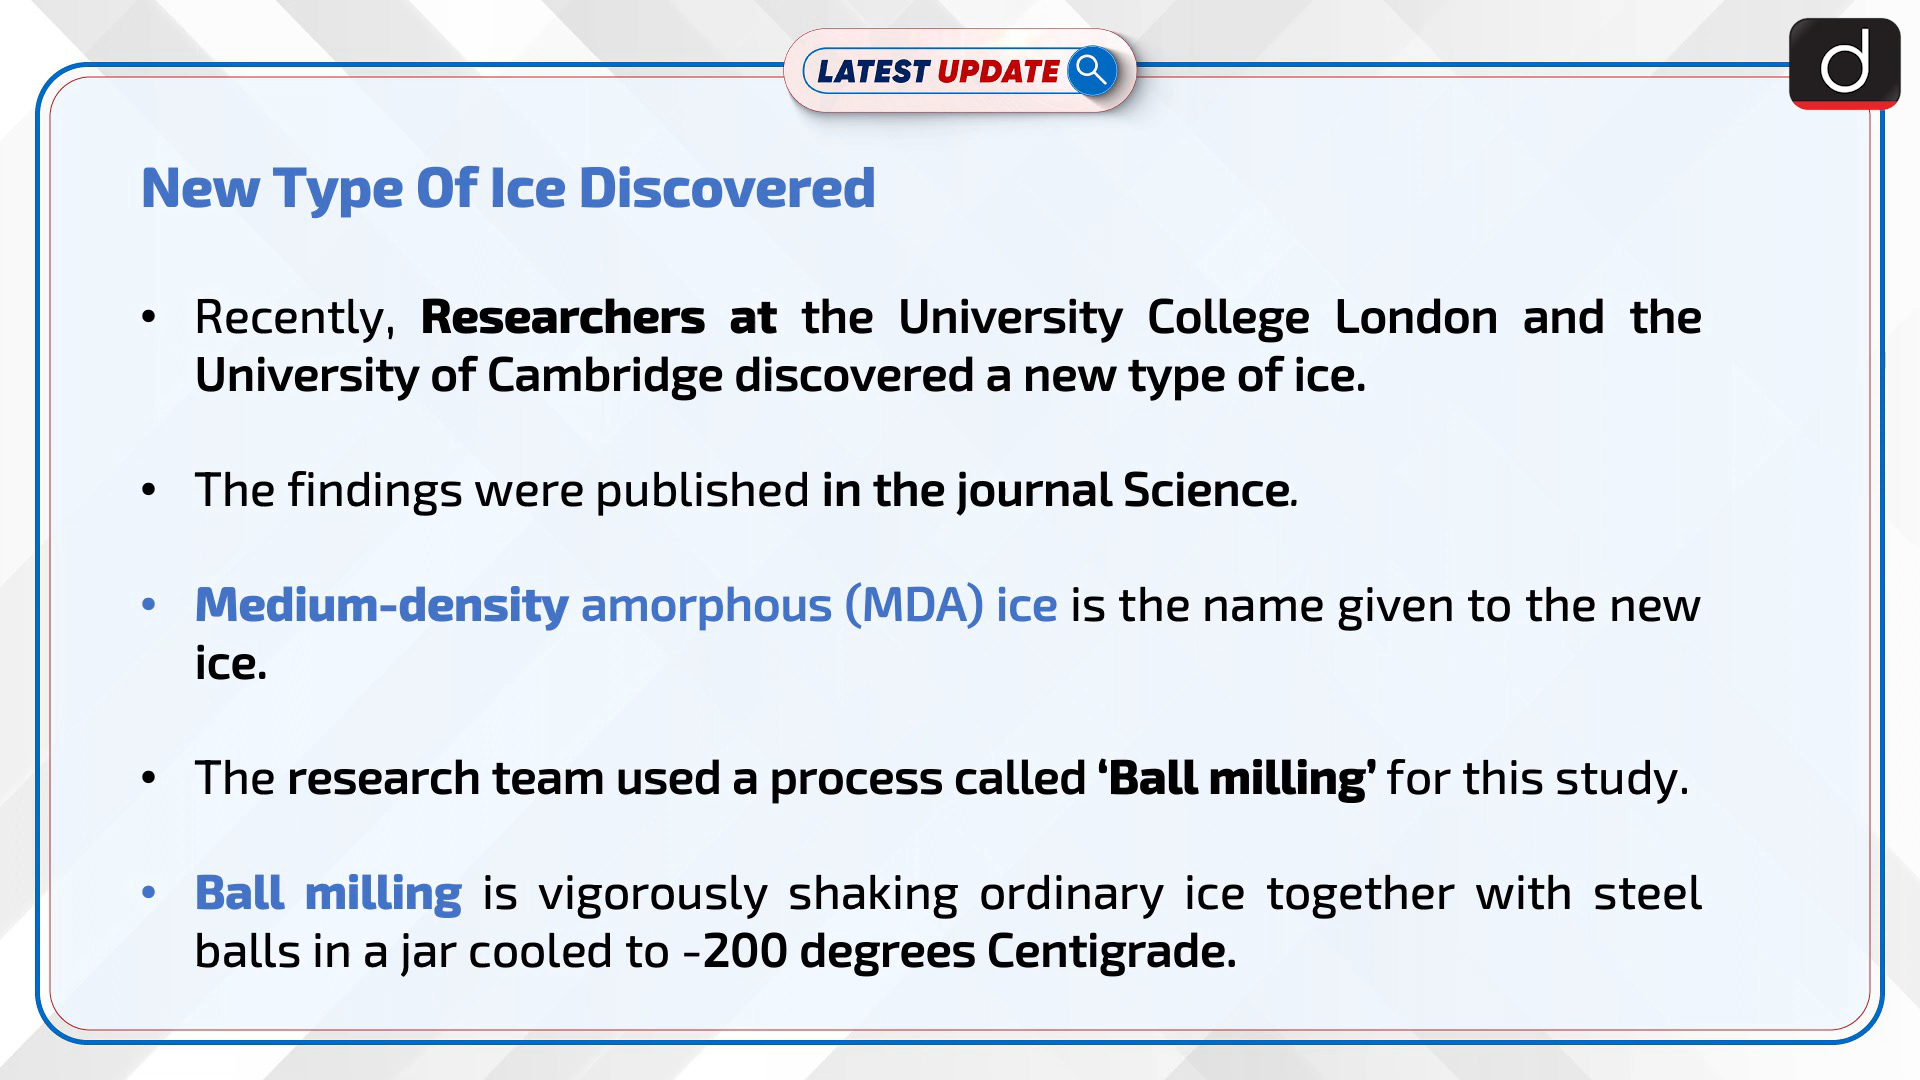 LATEST UPDATE
d
New Type Of Ice Discovered
• Recently, Researchers at the University College London and the
University of Cambridge discovered a new type of ice.
• The findings were published in the journal Science.
• Medium-density amorphous (MDA) ice is the name given to the new
ice.
• The research team used a process called ‘Ball milling’ for this study.
• Ball milling is vigorously shaking ordinary ice together with steel
balls in a jar cooled to -200 degrees Centigrade.